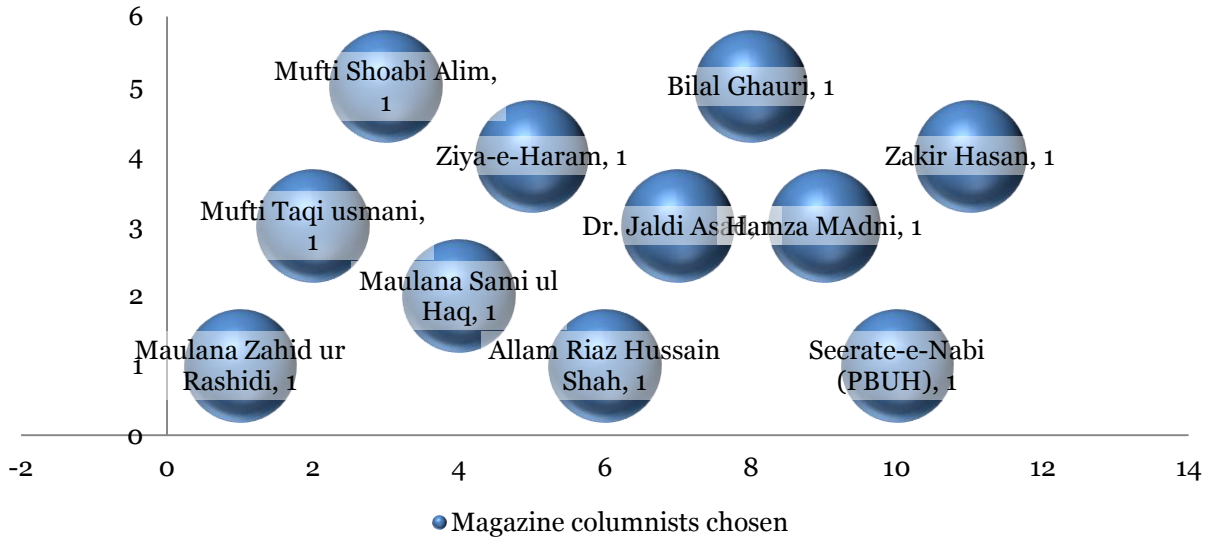 6
Mufti Shoabi Alim,
1
Bilal Ghauri, 1
5
Ziya-e-Haram, 1
Zakir Hasan, 1
4
Mufti Taqi usmani,
1
Dr. Jaldi Asad, 1
Hamza MAdni, 1
3
Maulana Sami ul
Haq, 1
2
Maulana Zahid ur
Rashidi, 1
Allam Riaz Hussain
Shah, 1
Seerate-e-Nabi
(PBUH), 1
1
0
-2 0 2 4 6 8 10 12 14
Magazine columnists chosen